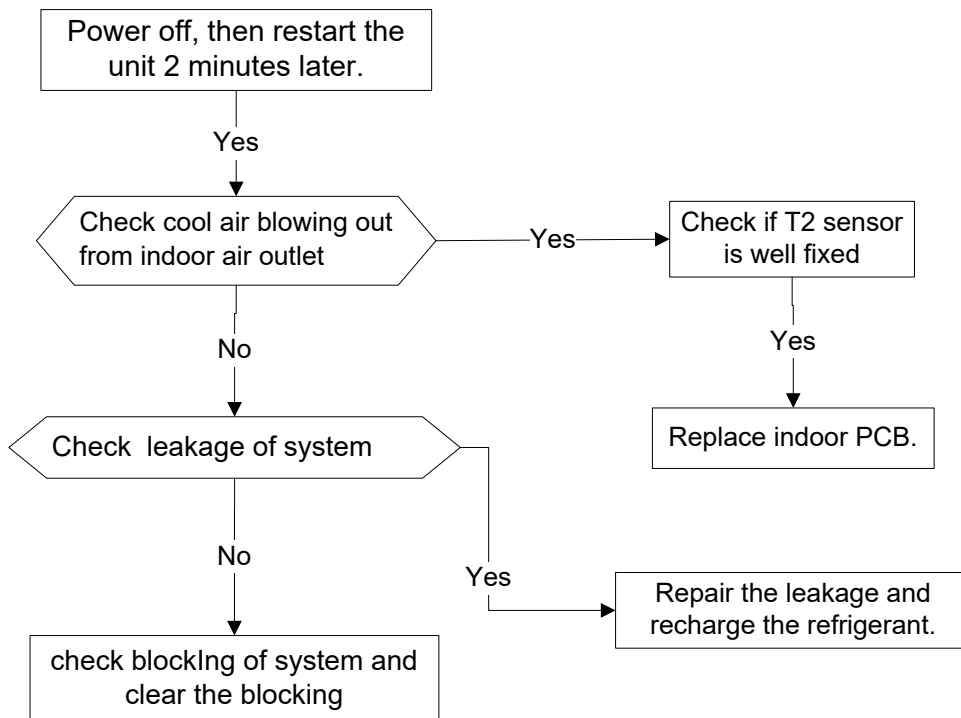 Power off, then restart the
unit 2 minutes later.
Yes
Check cool air blowing out
from indoor air outlet
Yes
Check if T2 sensor
is well fixed
Yes
Replace indoor PCB.
No
Check leakage of system
Yes
Repair the leakage and
recharge the refrigerant.
No
check blockIng of system and
clear the blocking